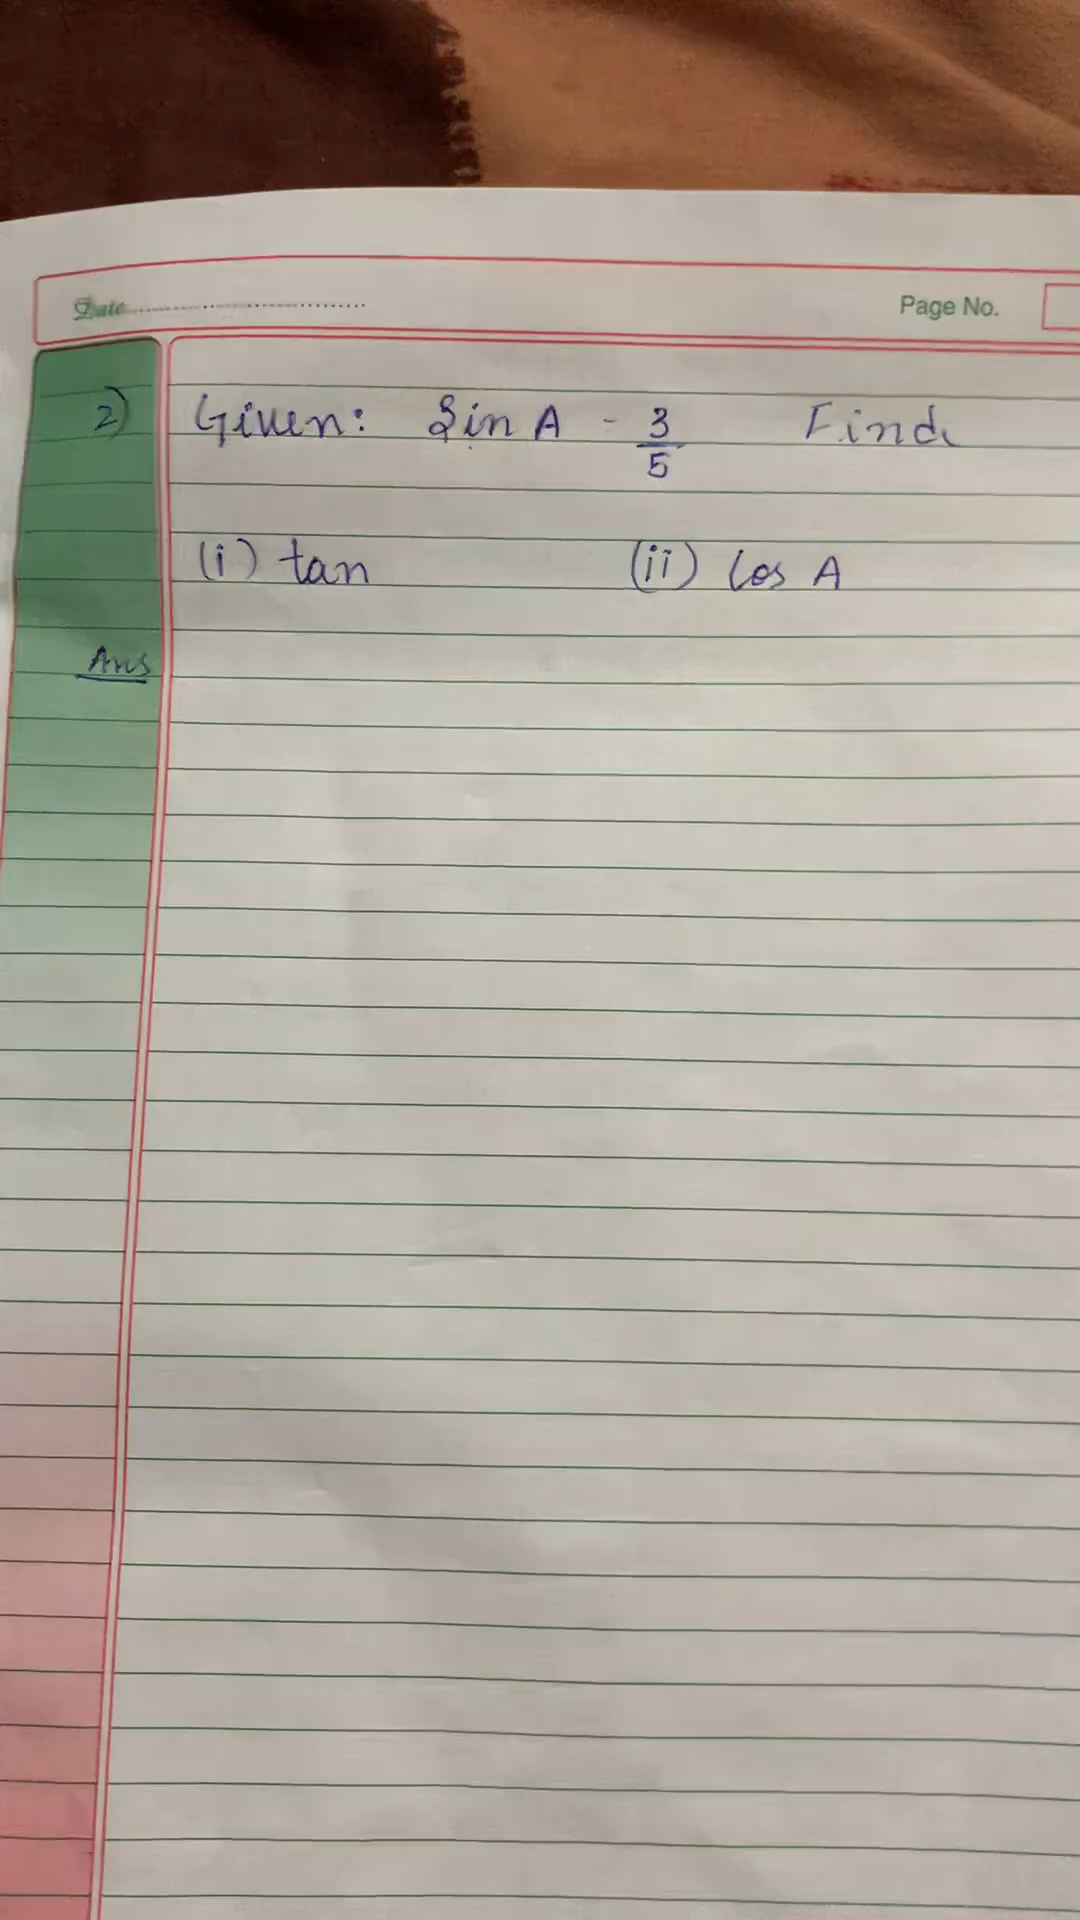 Date
Page No.
2) Given: Sin A - 3/5 Find
(i) tan (ii) Cos A
Ans